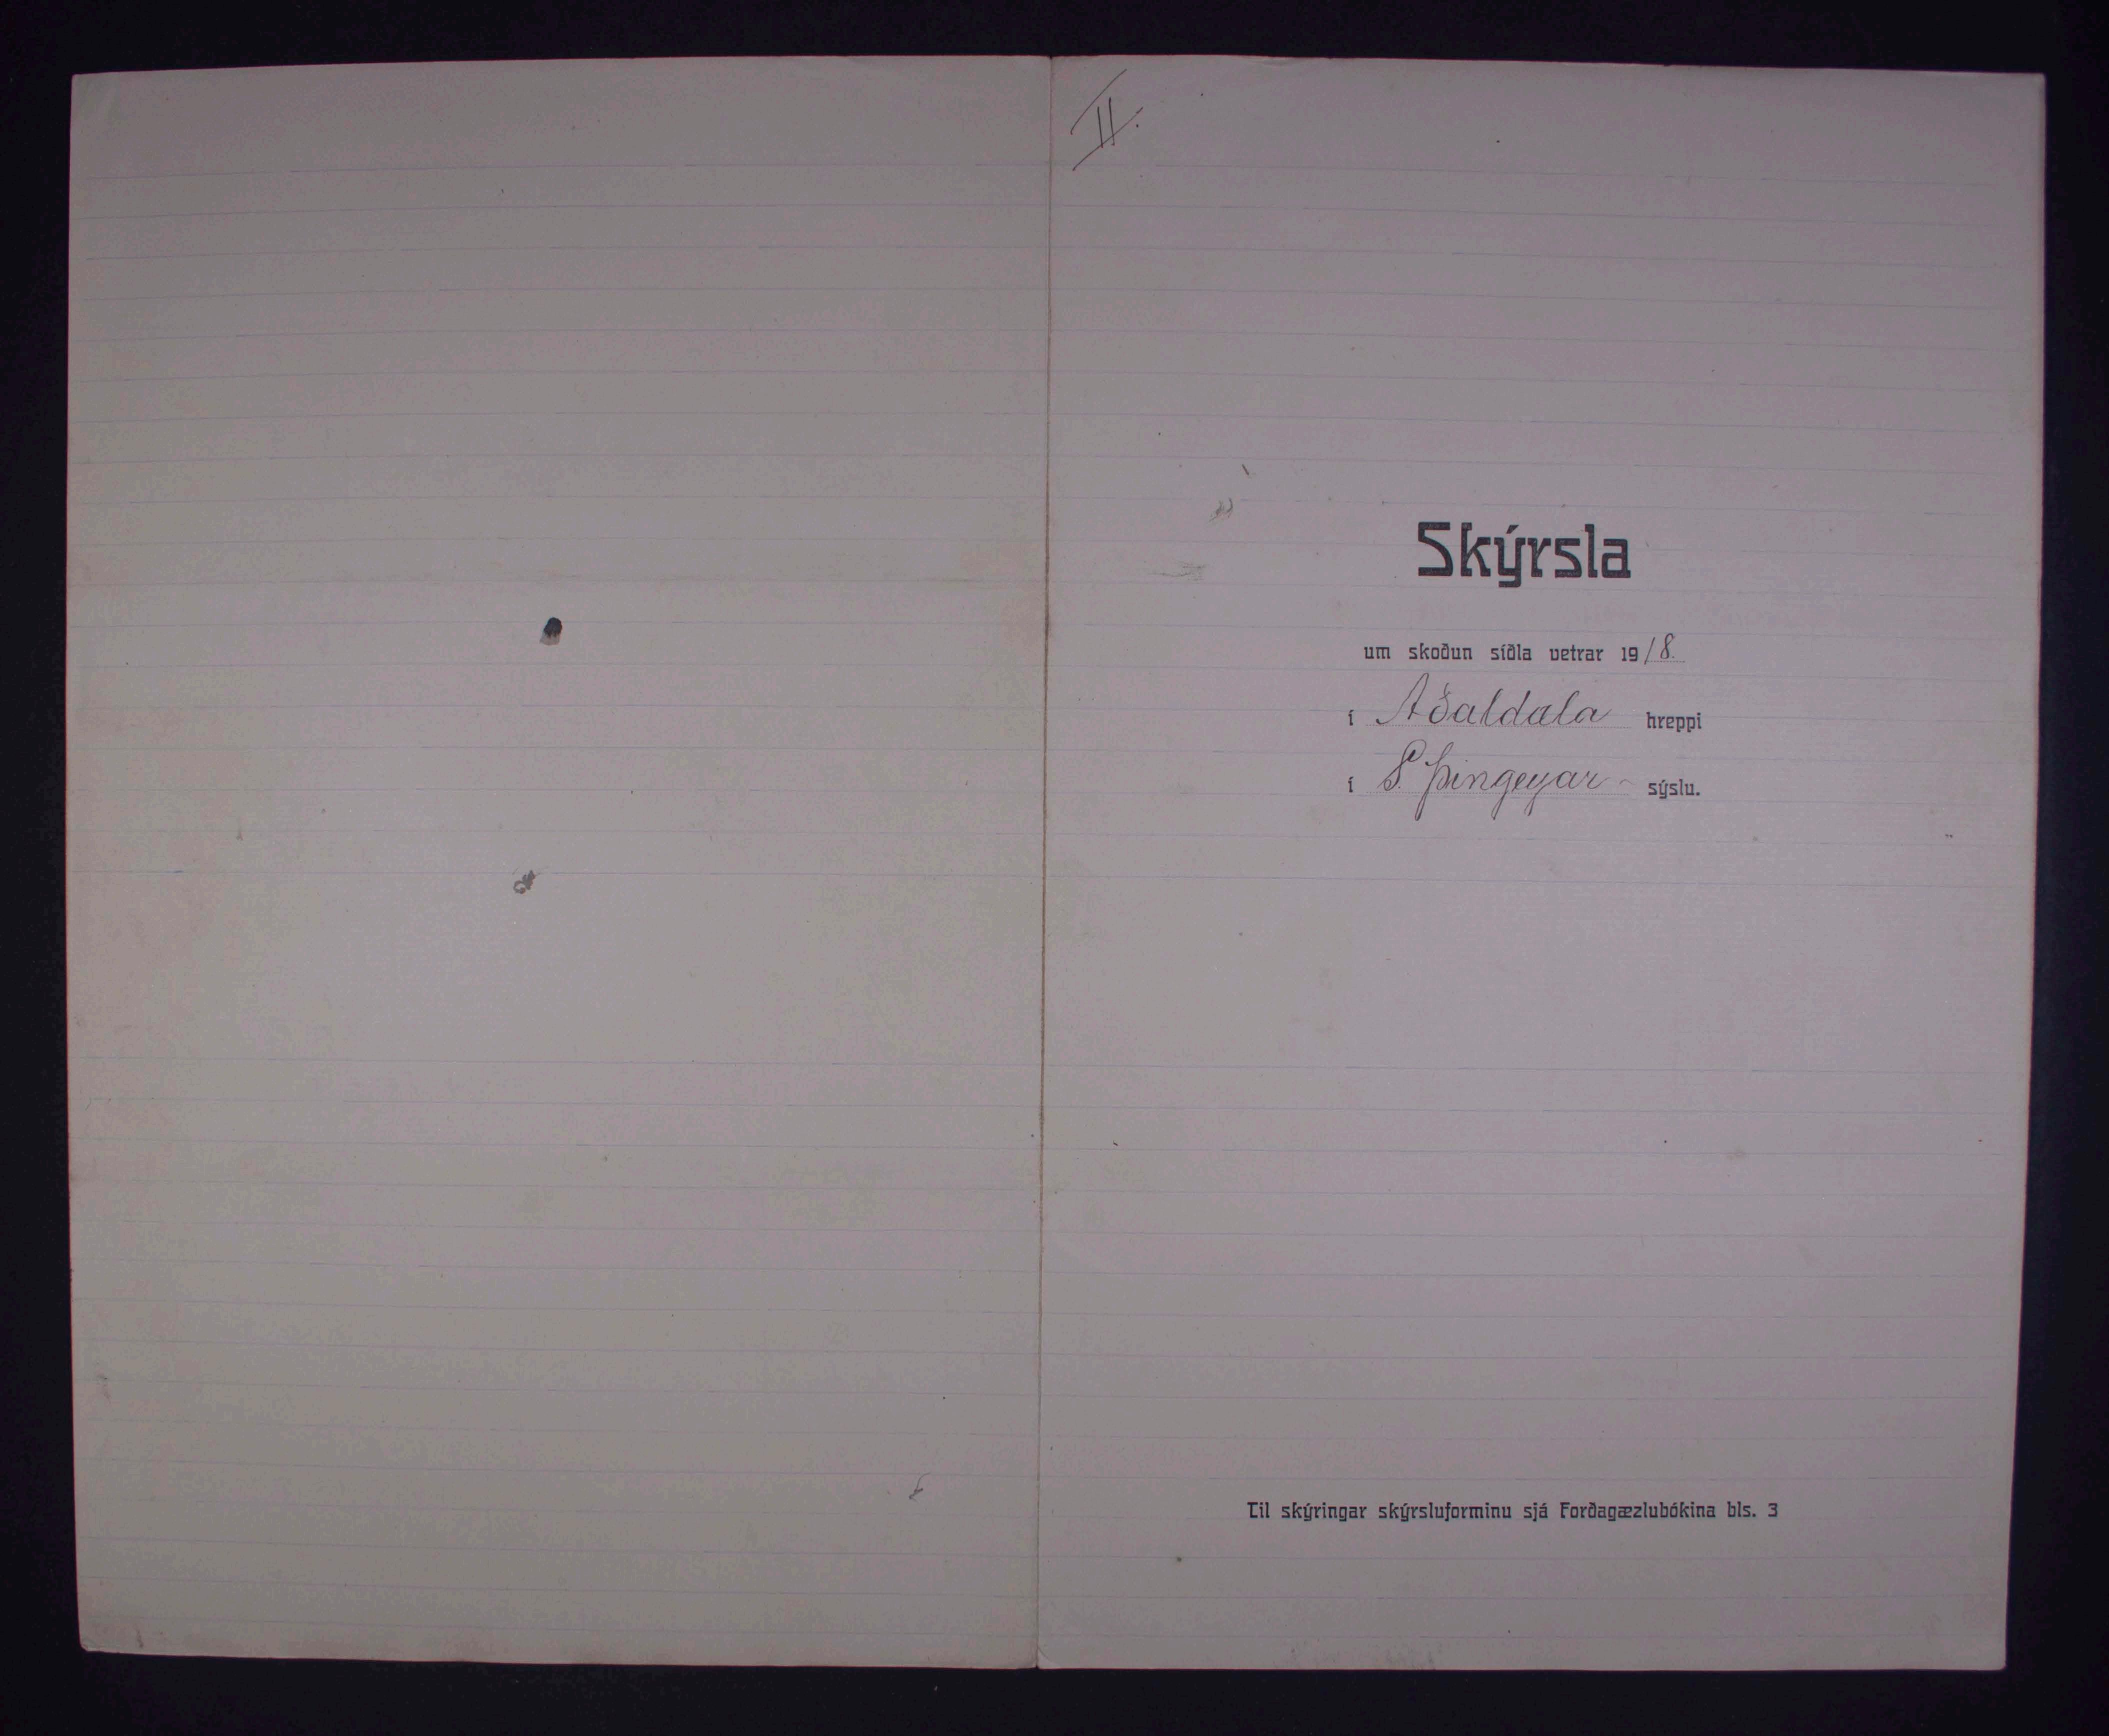 II.
Skýrsla
um skoðun síðla vetrar 1918.
í Aðaldæla hreppi
í S. Þingeyar- sýslu.
Til skýringar skýrsluforminu sjá Forðagæzlubókina bls. 3